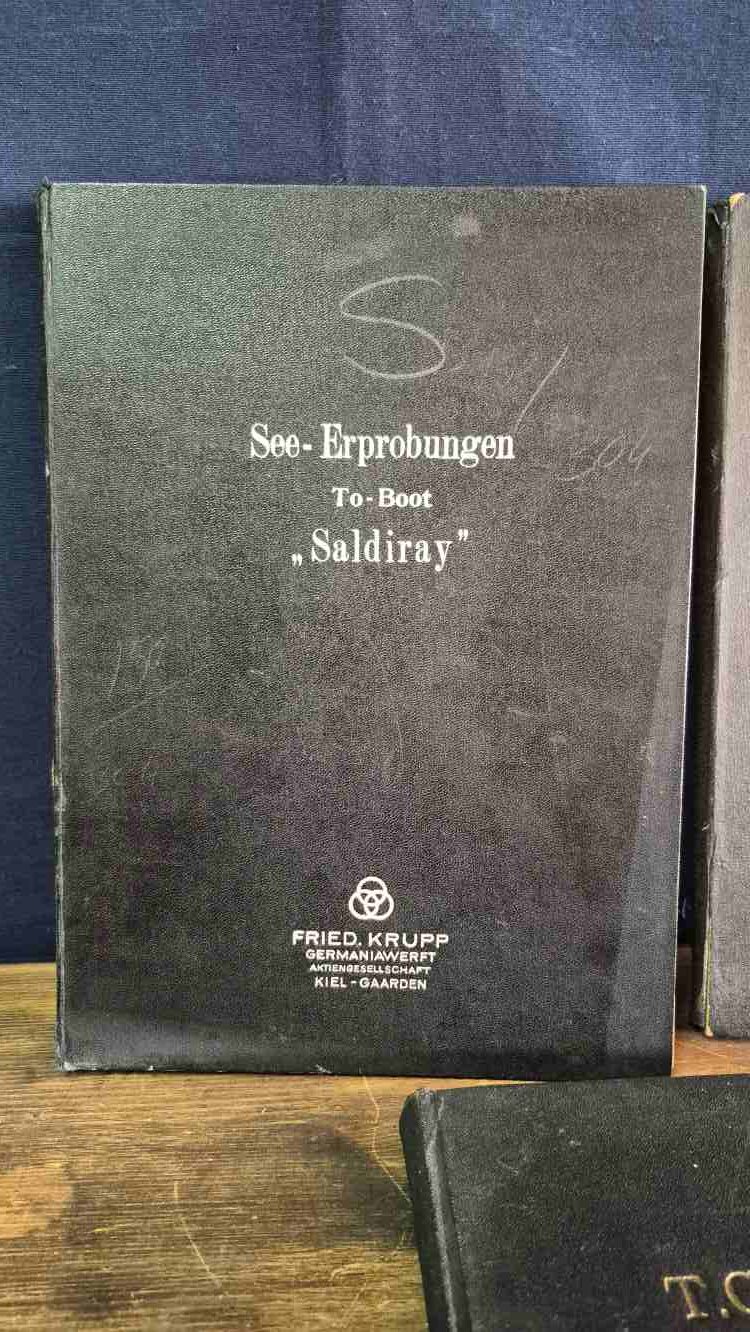 S
See-Erprobungen
To-Boot
„Saldiray”
FRIED. KRUPP
GERMANIAWERFT
AKTIENGESELLSCHAFT
KIEL-GAARDEN